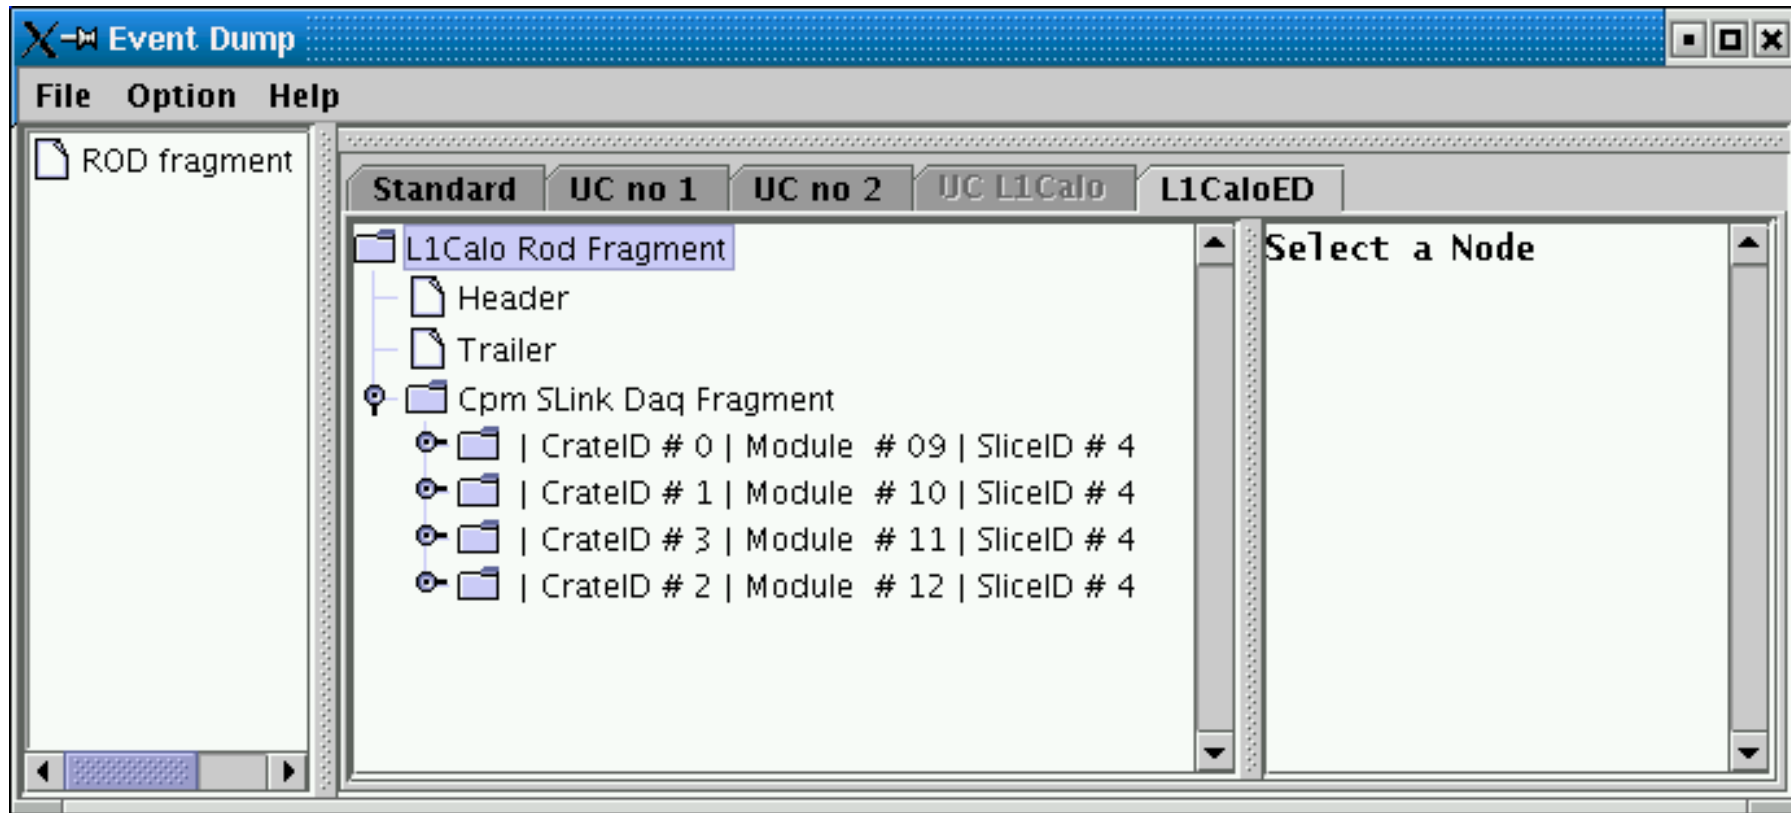 Event Dump
File Option Help
ROD fragment
Standard UC no 1 UC no 2 UC L1Calo L1CaloED
L1Calo Rod Fragment
Header
Trailer
Cpm SLink Daq Fragment
| CrateID # 0 | Module # 09 | SliceID # 4
| CrateID # 1 | Module # 10 | SliceID # 4
| CrateID # 3 | Module # 11 | SliceID # 4
| CrateID # 2 | Module # 12 | SliceID # 4
Select a Node